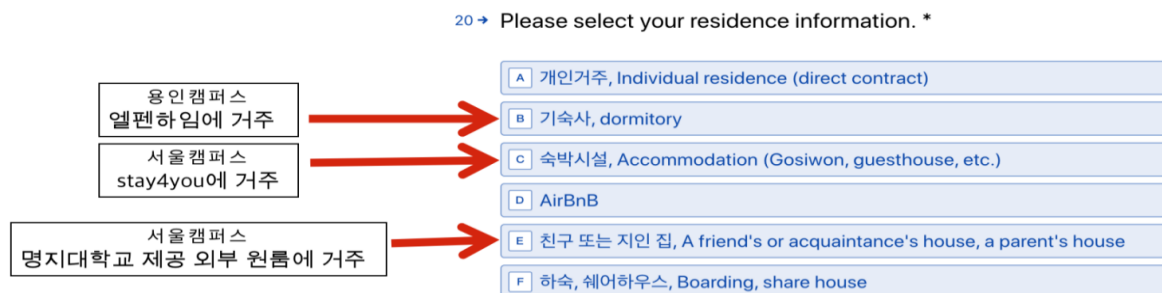 20 → Please select your residence information. *
A 개인거주, Individual residence (direct contract)
용인캠퍼스
엘펜하임에 거주
B 기숙사, dormitory
서울캠퍼스
stay4you에 거주
C 숙박시설, Accommodation (Gosiwon, guesthouse, etc.)
D AirBnB
서울캠퍼스
명지대학교 제공 외부 원룸에 거주
E 친구 또는 지인 집, A friend's or acquaintance's house, a parent's house
F 하숙, 쉐어하우스, Boarding, share house